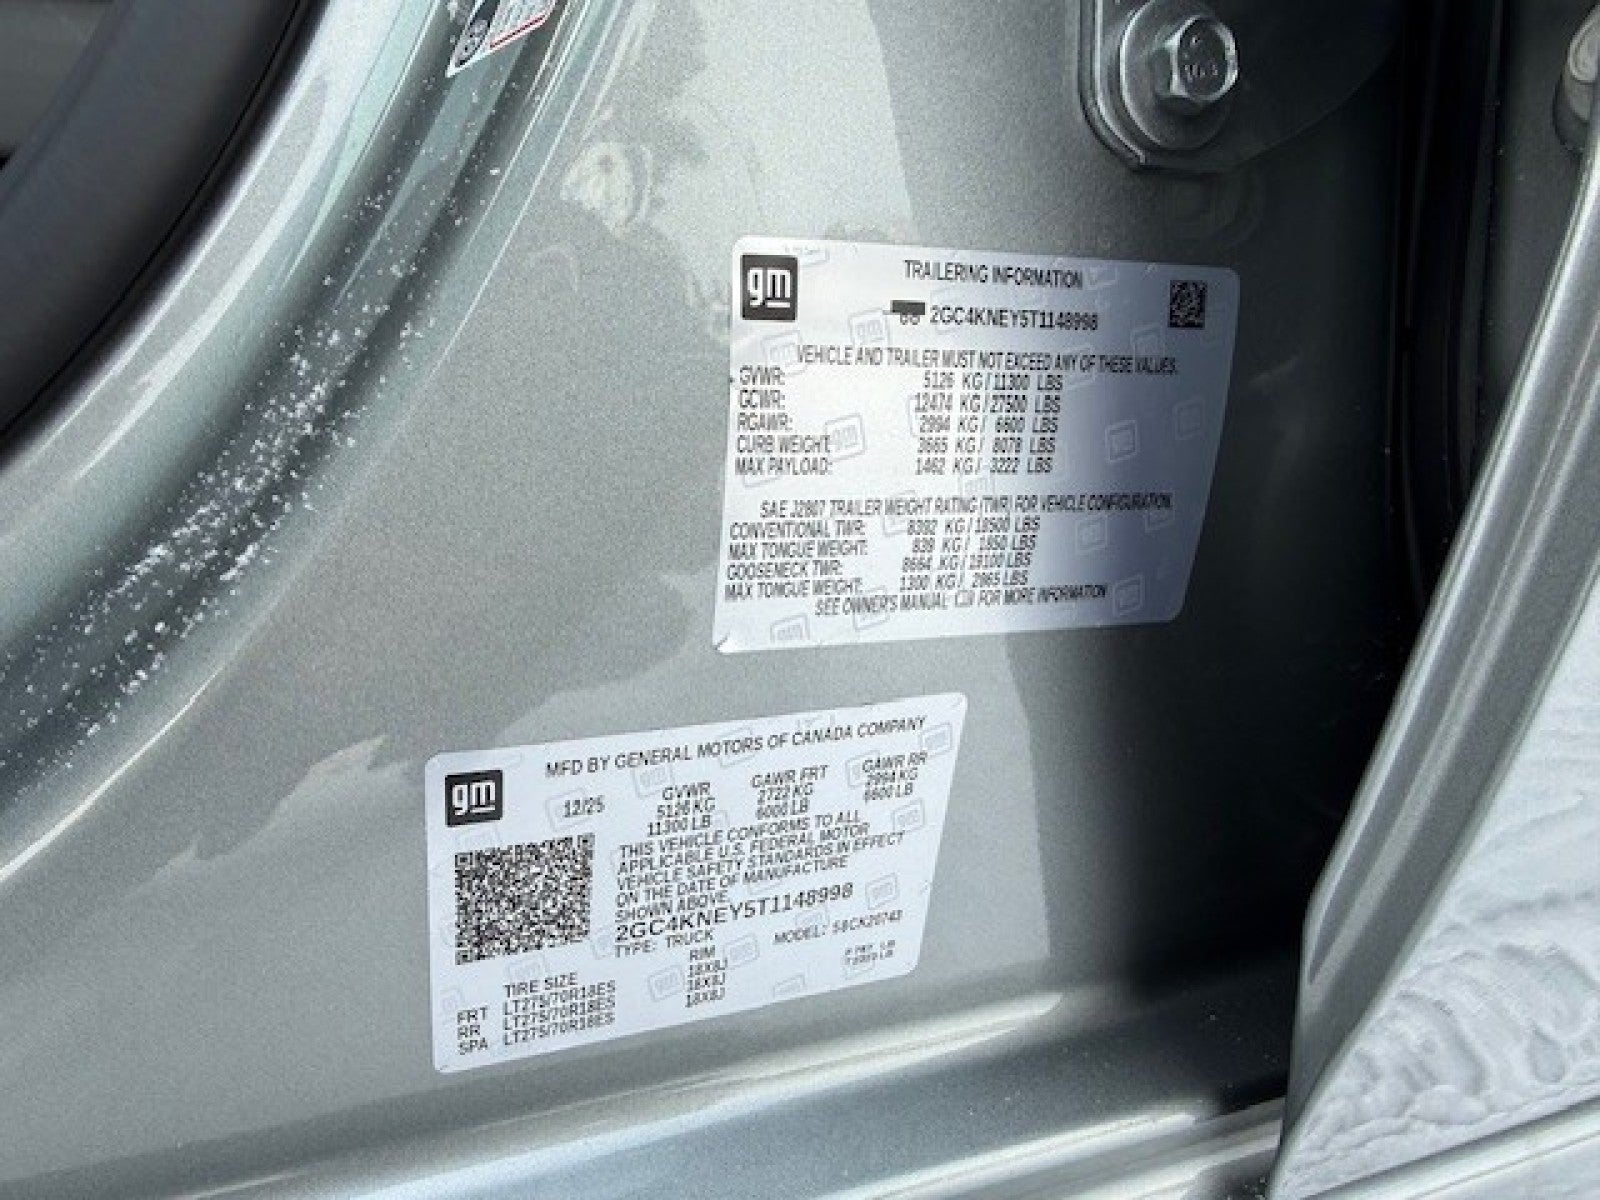 gm
TRAILERING INFORMATION
2GC4KNEY5T1148998
VEHICLE AND TRAILER MUST NOT EXCEED ANY OF THESE VALUES.
GVWR: 5126 KG/11300 LBS
GCWR: 12474 KG/27500 LBS
RGAWR: 2994 KG/ 6600 LBS
CURB WEIGHT: 3665 KG/ 8078 LBS
MAX PAYLOAD: 1462 KG/ 3222 LBS
SAE J2807 TRAILER WEIGHT RATING (TWR) FOR VEHICLE CONFIGURATION.
CONVENTIONAL TWR: 8392 KG/18500 LBS
MAX TONGUE WEIGHT: 839 KG/ 1850 LBS
GOOSENECK TWR: 8664 KG/19100 LBS
MAX TONGUE WEIGHT: 1300 KG/ 2865 LBS
SEE OWNER'S MANUAL FOR MORE INFORMATION
gm
MFD BY GENERAL MOTORS OF CANADA COMPANY
12/25 GVWR GAWR FRT GAWR RR
5126 KG 2722 KG 2994 KG
11300 LB 6000 LB 6600 LB
THIS VEHICLE CONFORMS TO ALL
APPLICABLE U.S. FEDERAL MOTOR
VEHICLE SAFETY STANDARDS IN EFFECT
ON THE DATE OF MANUFACTURE
SHOWN ABOVE.
2GC4KNEY5T1148998
TYPE: TRUCK MODEL: CK20743
TIRE SIZE RIM
FRT LT275/70R18ES 18X8J
RR LT275/70R18ES 18X8J
SPA LT275/70R18ES 18X8J